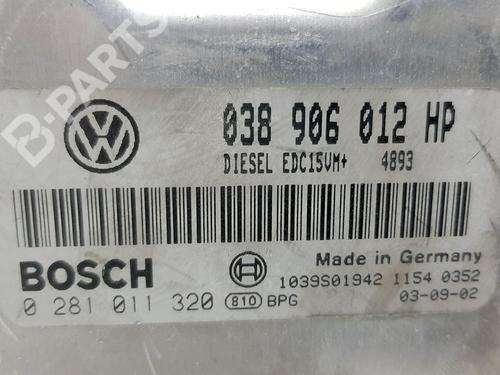 B-PARTS
038 906 012 HP
DIESEL EDC15VM+ 4893
BOSCH
Made in Germany
1039S01942 1154 0352
0 281 011 320 810 BPG
03-09-02